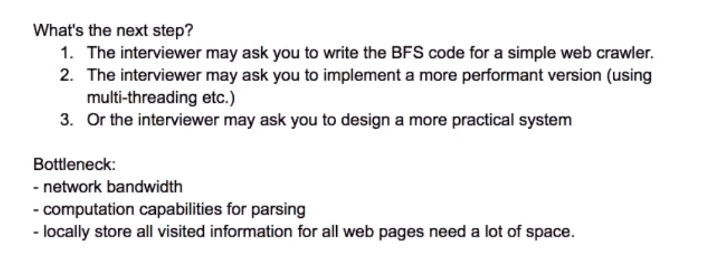 What's the next step?
1. The interviewer may ask you to write the BFS code for a simple web crawler.
2. The interviewer may ask you to implement a more performant version (using
multi-threading etc.)
3. Or the interviewer may ask you to design a more practical system
Bottleneck:
- network bandwidth
- computation capabilities for parsing
- locally store all visited information for all web pages need a lot of space.